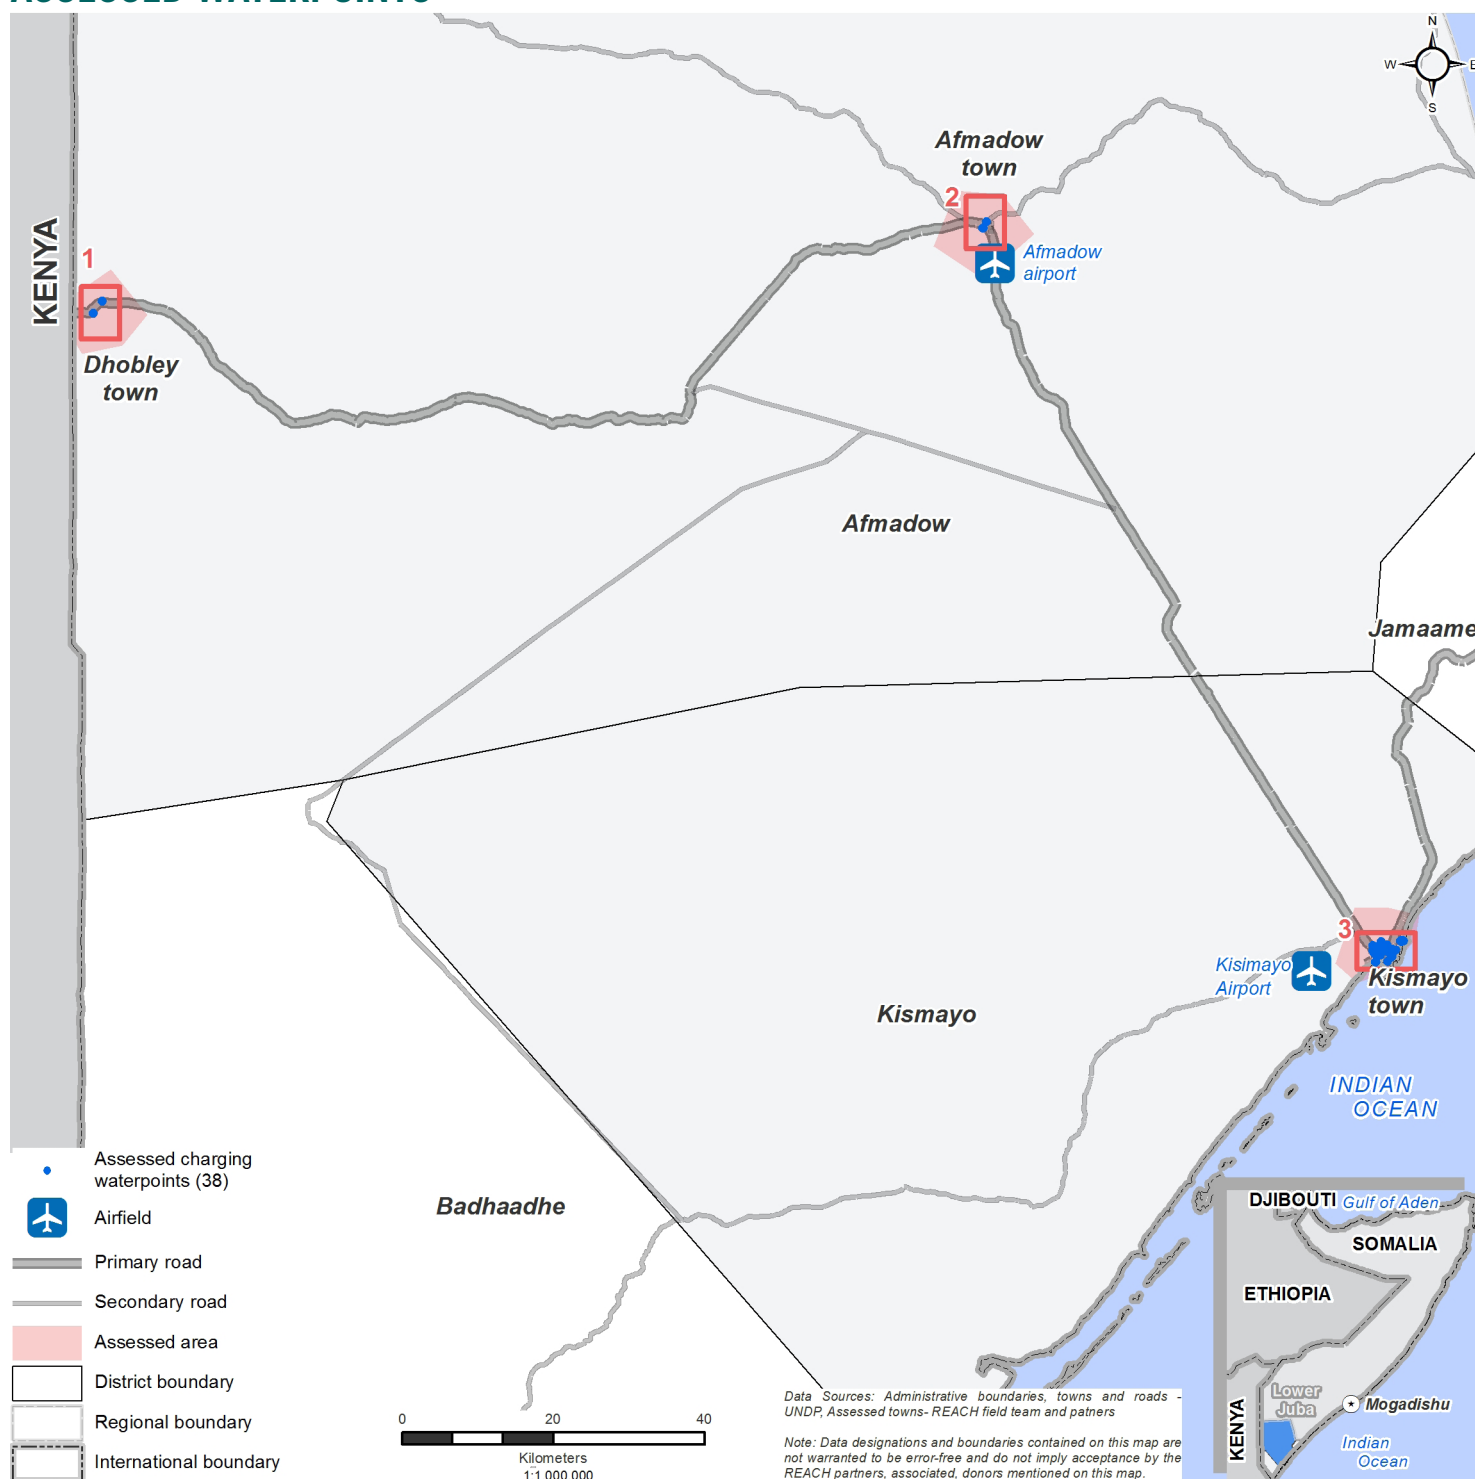 ASSESSED WATERPOINTS
N
W
E
S
Afmadow
town
2
Afmadow
airport
KENYA
1
Dhobley
town
Afmadow
Jamaame
3
Kisimayo
Airport
Kismayo
town
Kismayo
INDIAN
OCEAN
Badhaadhe
Assessed charging
waterpoints (38)
Airfield
Primary road
Secondary road
Assessed area
District boundary
Regional boundary
International boundary
0 20 40
Kilometers
1:1 000 000
Data Sources: Administrative boundaries, towns and roads -
UNDP, Assessed towns- REACH field team and patners
Note: Data designations and boundaries contained on this map are
not warranted to be error-free and do not imply acceptance by the
REACH partners, associated, donors mentioned on this map.
DJIBOUTI
Gulf of Aden
SOMALIA
ETHIOPIA
Lower
Juba
KENYA
Mogadishu
Indian
Ocean